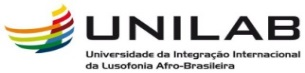 UNILAB
Universidade da Integração Internacional
da Lusofonia Afro-Brasileira